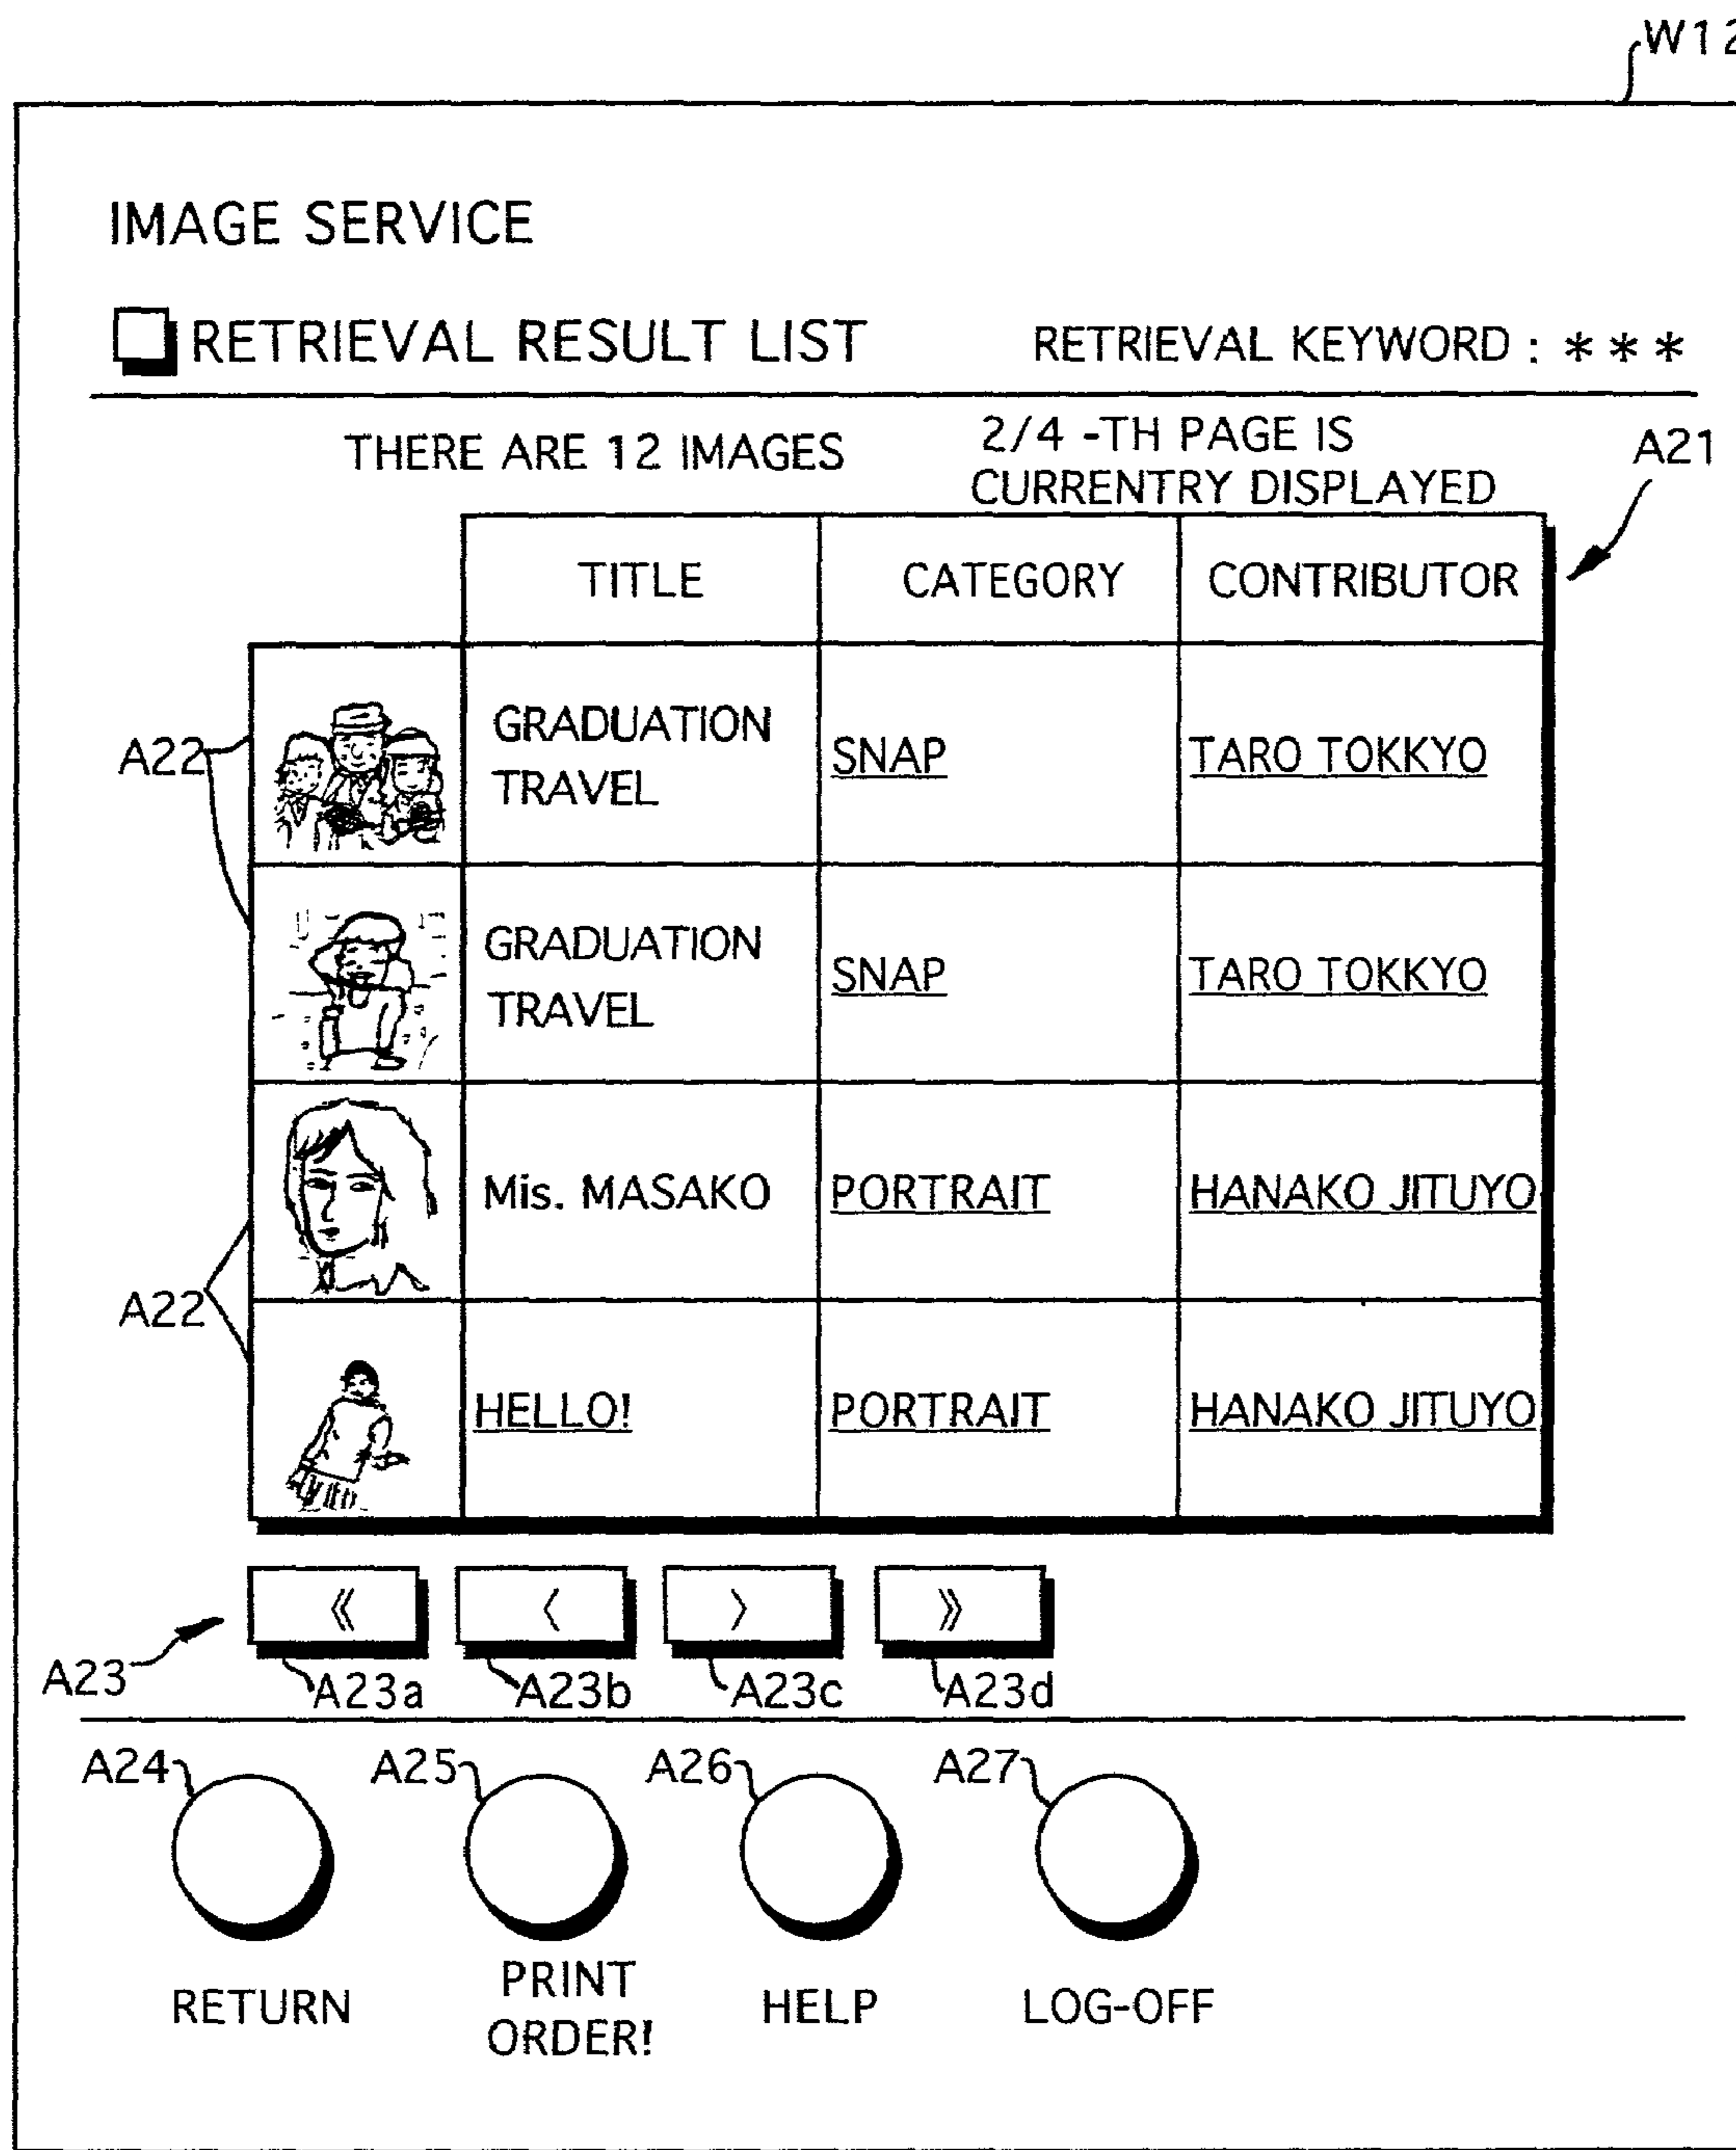 W12
IMAGE SERVICE
RETRIEVAL RESULT LIST RETRIEVAL KEYWORD : * * *
THERE ARE 12 IMAGES
2/4 -TH PAGE IS
CURRENTRY DISPLAYED
A21
TITLE CATEGORY CONTRIBUTOR
A22
GRADUATION
TRAVEL
SNAP
TARO TOKKYO
GRADUATION
TRAVEL
SNAP
TARO TOKKYO
Mis. MASAKO PORTRAIT HANAKO JITUYO
A22
HELLO! PORTRAIT HANAKO JITUYO
《 〈 〉 》
A23
A23a A23b A23c A23d
A24 A25 A26 A27
RETURN
PRINT
ORDER!
HELP
LOG-OFF